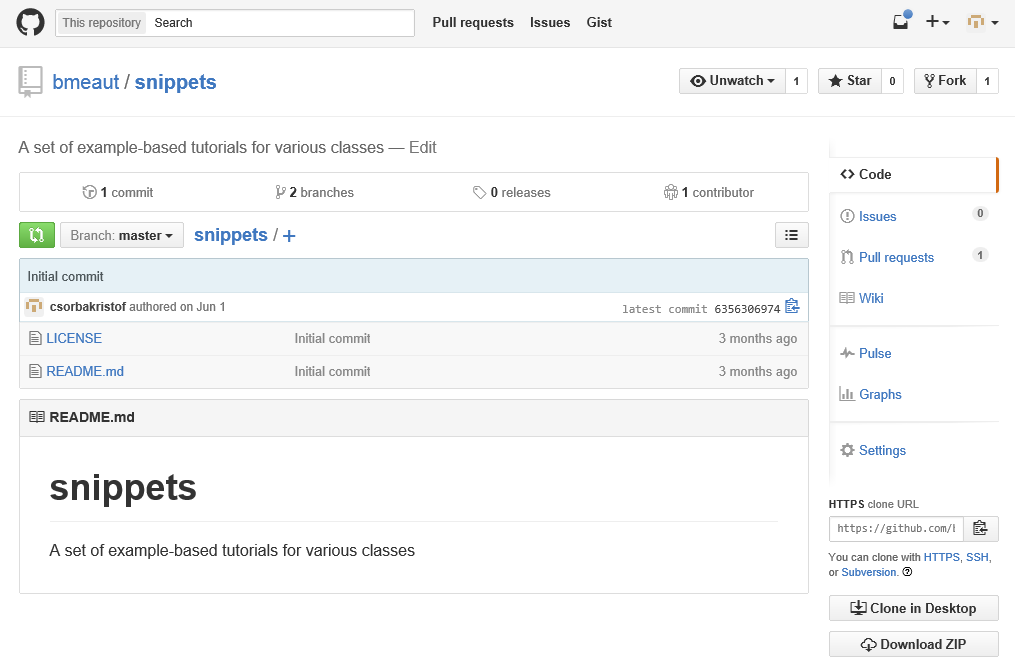 This repository Search Pull requests Issues Gist
bmeaut / snippets Unwatch 1 Star 0 Fork 1
A set of example-based tutorials for various classes — Edit
1 commit 2 branches 0 releases 1 contributor
Branch: master snippets / +
Initial commit
csorbakristof authored on Jun 1 latest commit 6356306974
LICENSE Initial commit 3 months ago
README.md Initial commit 3 months ago
README.md
snippets
A set of example-based tutorials for various classes
Code
Issues 0
Pull requests 1
Wiki
Pulse
Graphs
Settings
HTTPS clone URL
https://github.com/
You can clone with HTTPS, SSH,
or Subversion.
Clone in Desktop
Download ZIP